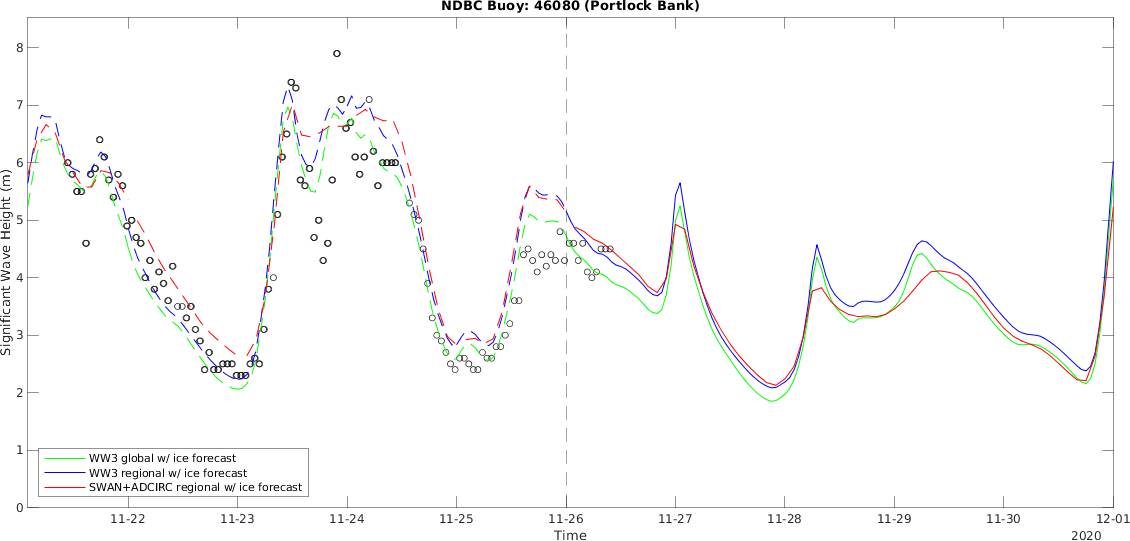 NDBC Buoy: 46080 (Portlock Bank)
8
7
6
5
4
3
2
1
0
Significant Wave Height (m)
WW3 global w/ ice forecast
WW3 regional w/ ice forecast
SWAN+ADCIRC regional w/ ice forecast
11-22 11-23 11-24 11-25 11-26 11-27 11-28 11-29 11-30 12-01
Time
2020